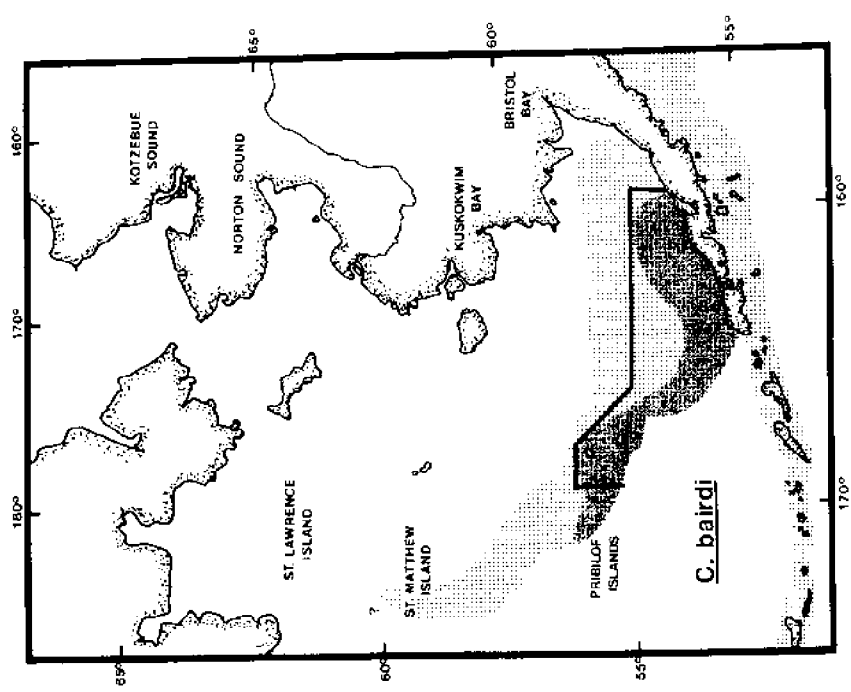 180°
170°
160°
65°
65°
KOTZEBUE
SOUND
NORTON SOUND
ST. LAWRENCE
ISLAND
60°
60°
KUSKOKWIM
BAY
ST. MATTHEW
ISLAND
?
BRISTOL
BAY
PRIBILOF
ISLANDS
55°
55°
C. bairdi
170°
160°